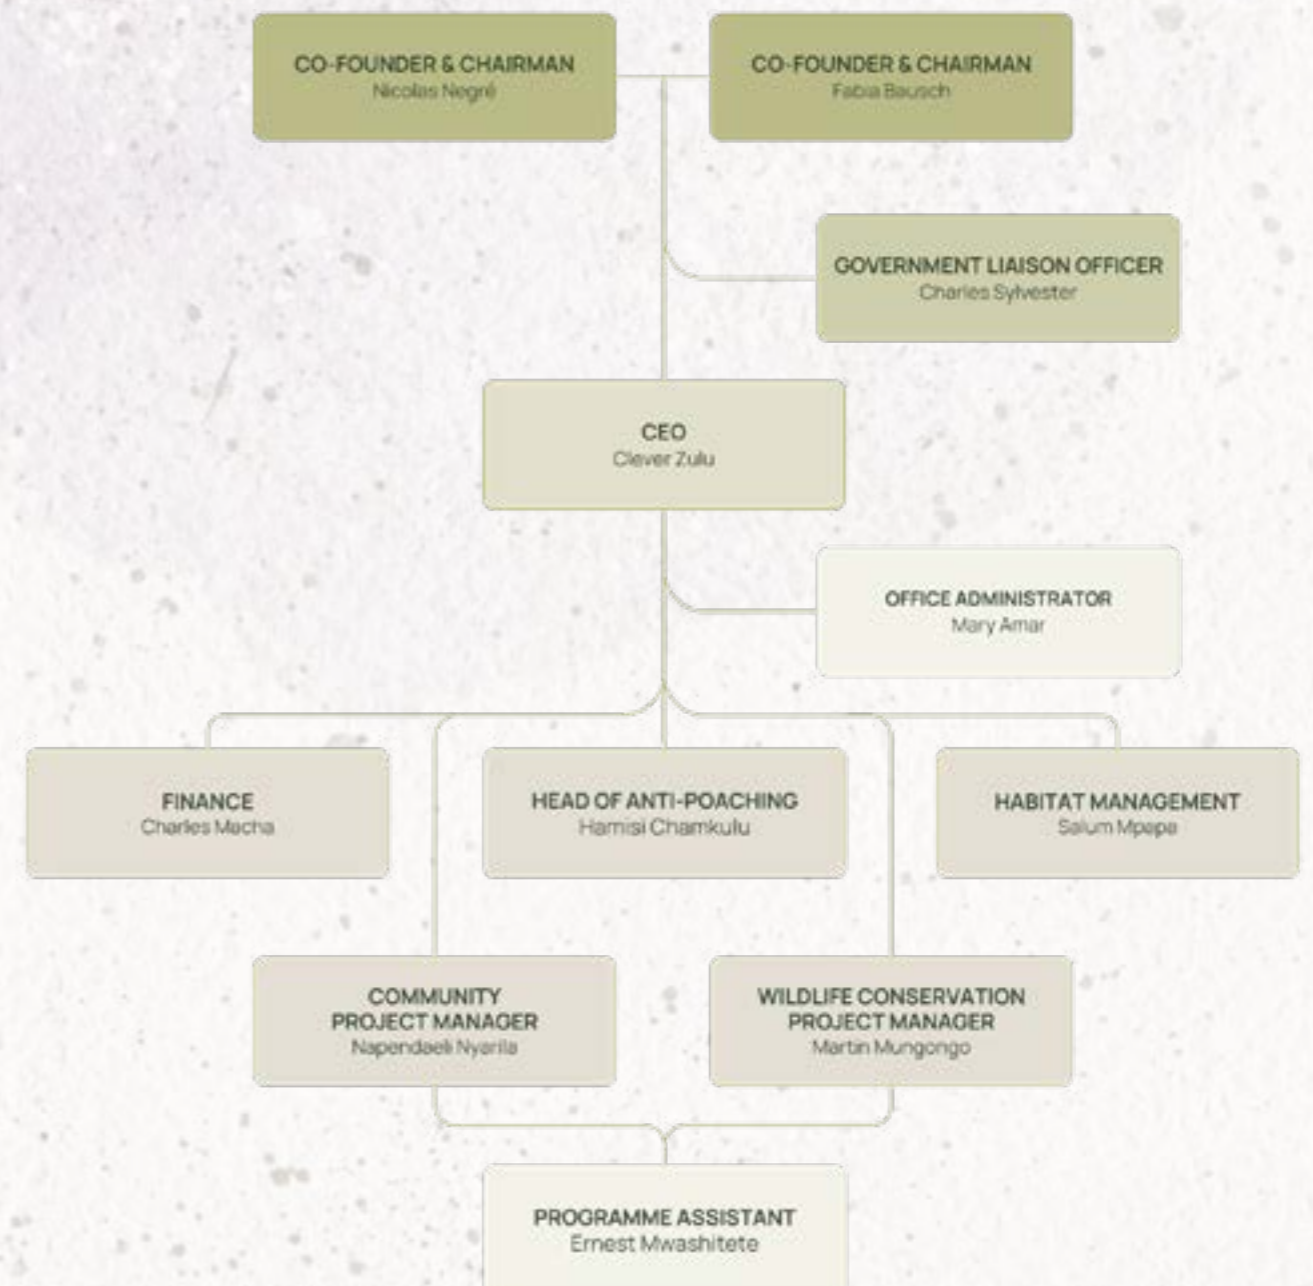 CO-FOUNDER & CHAIRMAN
Nicolas Negré
CO-FOUNDER & CHAIRMAN
Fabia Bausch
GOVERNMENT LIAISON OFFICER
Charles Sylvester
CEO
Clever Zulu
OFFICE ADMINISTRATOR
Mary Amar
FINANCE
Charles Macha
HEAD OF ANTI-POACHING
Hamisi Chamkulu
HABITAT MANAGEMENT
Salum Mpepe
COMMUNITY
PROJECT MANAGER
Napendaeli Nyarila
WILDLIFE CONSERVATION
PROJECT MANAGER
Martin Mungongo
PROGRAMME ASSISTANT
Ernest Mwashitete